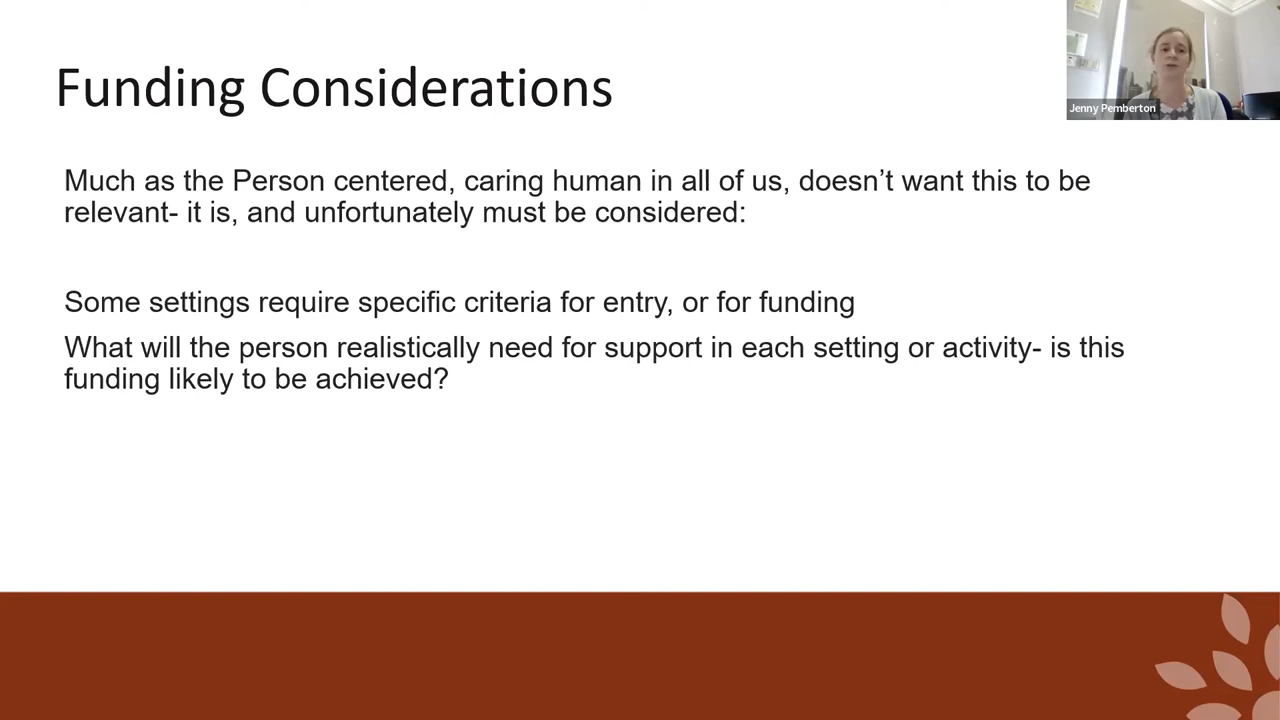 Funding Considerations
Jenny Pemberton
Much as the Person centered, caring human in all of us, doesn’t want this to be
relevant- it is, and unfortunately must be considered:
Some settings require specific criteria for entry, or for funding
What will the person realistically need for support in each setting or activity- is this
funding likely to be achieved?